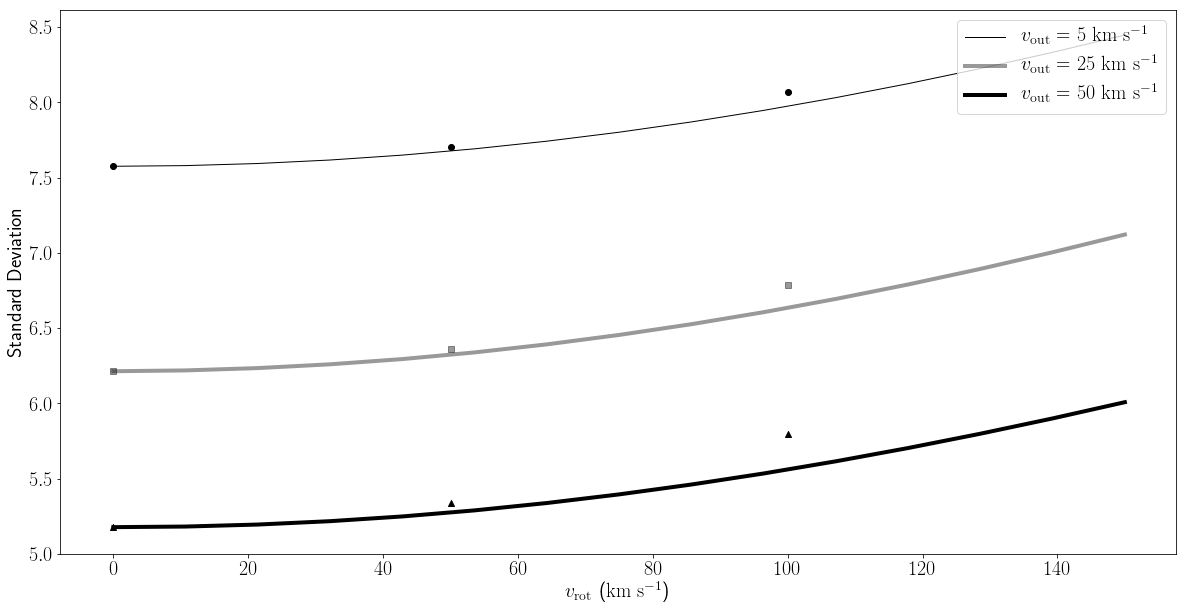 8.5
8.0
7.5
7.0
6.5
6.0
5.5
5.0
Standard Deviation
v_out = 5 km s⁻¹
v_out = 25 km s⁻¹
v_out = 50 km s⁻¹
0 20 40 60 80 100 120 140
v_rot (km s⁻¹)